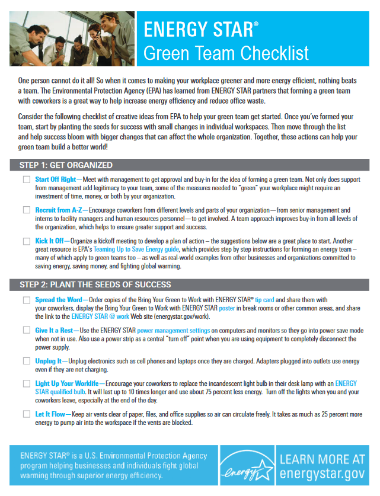 ENERGY STAR®
Green Team Checklist
One person cannot do it all! So when it comes to making your workplace greener and more energy efficient, nothing beats
a team. The Environmental Protection Agency (EPA) has learned from ENERGY STAR partners that forming a green team
with coworkers is a great way to help increase energy efficiency and reduce office waste.
Consider the following checklist of creative ideas from EPA to help your green team get started. Once you've formed your
team, start by planting the seeds for success with small changes in individual workspaces. Then move through the list
and help success bloom with bigger changes that can affect the whole organization. Together, these actions can help your
green team build a better world!
STEP 1: GET ORGANIZED
Start Off Right—Meet with management to get approval and buy-in for the idea of forming a green team. Not only does support
from management add legitimacy to your team, some of the measures needed to "green" your workplace might require an
investment of time, money, or both by your organization.
Recruit from A-Z—Encourage coworkers from different levels and parts of your organization—from senior management and
interns to facility managers and human resources personnel — to get involved. A team approach improves buy-in from all levels of
the organization, which helps to ensure greater support and success.
Kick It Off—Organize a kickoff meeting to develop a plan of action – the suggestions below are a great place to start. Another
great resource is EPA's Teaming Up to Save Energy guide, which provides step by step instructions for forming an energy team –
many of which apply to green teams too – as well as real-world examples from other businesses and organizations committed to
saving energy, saving money, and fighting global warming.
STEP 2: PLANT THE SEEDS OF SUCCESS
Spread the Word—Order copies of the Bring Your Green to Work with ENERGY STAR® tip card and share them with
your coworkers, display the Bring Your Green to Work with ENERGY STAR poster in break rooms or other common areas, and share
the link to the ENERGY STAR @ work Web site (energystar.gov/work).
Give It a Rest—Use the ENERGY STAR power management settings on computers and monitors so they go into power save mode
when not in use. Also use a power strip as a central "turn off" point when you are using equipment to completely disconnect the
power supply.
Unplug It—Unplug electronics such as cell phones and laptops once they are charged. Adapters plugged into outlets use energy
even if they are not charging.
Light Up Your Worklife—Encourage your coworkers to replace the incandescent light bulb in their desk lamp with an ENERGY
STAR qualified bulb. It will last up to 10 times longer and use about 75 percent less energy. Turn off the lights when you and your
coworkers leave, especially at the end of the day.
Let It Flow—Keep air vents clear of paper, files, and office supplies so air can circulate freely. It takes as much as 25 percent more
energy to pump air into the workspace if the vents are blocked.
ENERGY STAR® is a U.S. Environmental Protection Agency
program helping businesses and individuals fight global
warming through superior energy efficiency.
energy
LEARN MORE AT
energystar.gov